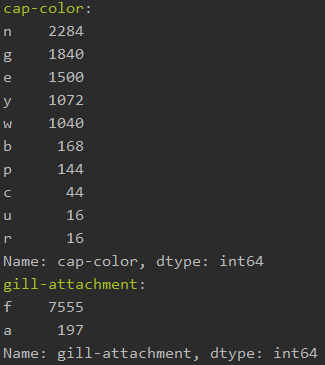 cap-color:
n    2284
g    1840
e    1500
y    1072
w    1040
b     168
p     144
c      44
u      16
r      16
Name: cap-color, dtype: int64
gill-attachment:
f    7555
a     197
Name: gill-attachment, dtype: int64